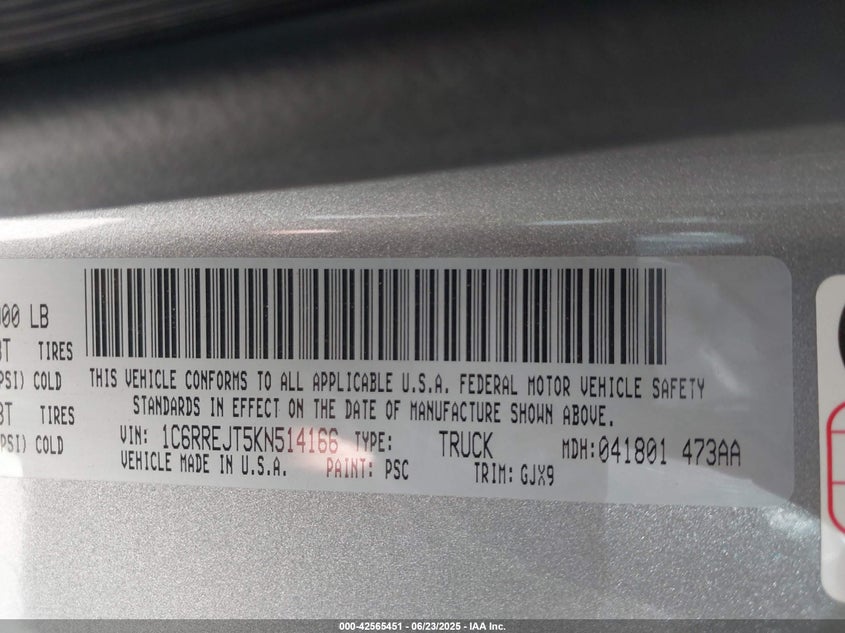 00 LB
TIRES
PSI) COLD
TIRES
PSI) COLD
THIS VEHICLE CONFORMS TO ALL APPLICABLE U.S.A. FEDERAL MOTOR VEHICLE SAFETY
STANDARDS IN EFFECT ON THE DATE OF MANUFACTURE SHOWN ABOVE.
VIN: 1C6RREJT5KN514166 TYPE: TRUCK MDH: 041801 473AA
VEHICLE MADE IN U.S.A. PAINT: PSC TRIM: GJX9
000-42565451 - 06/23/2025 - IAA Inc.